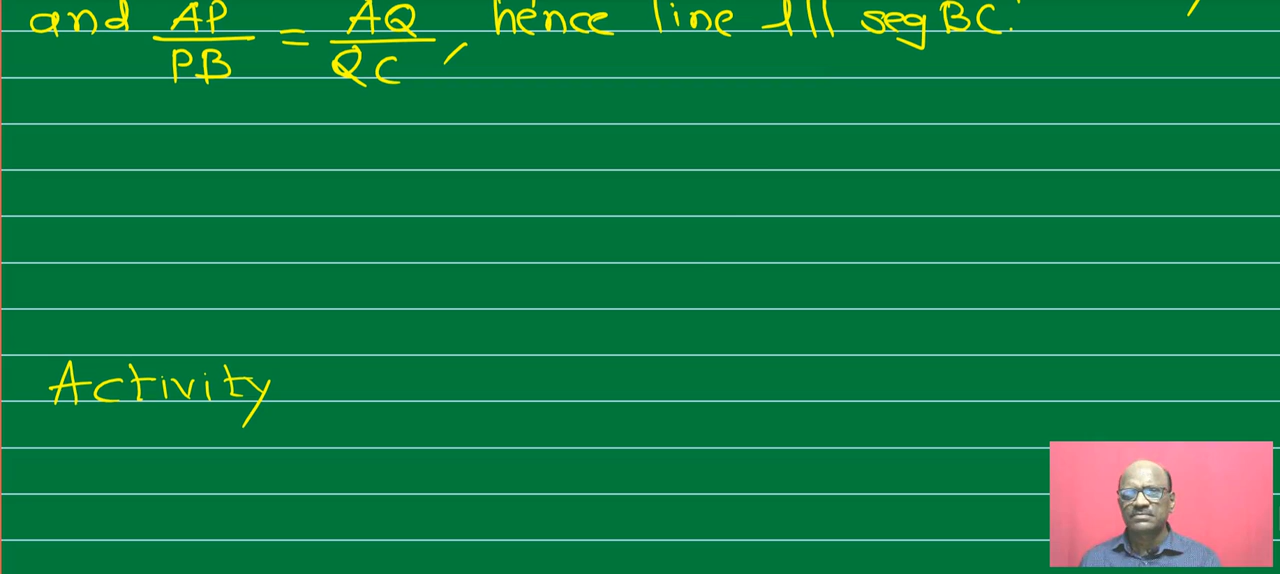 and AP/PB = AQ/QC, hence line l || seg BC.
Activity